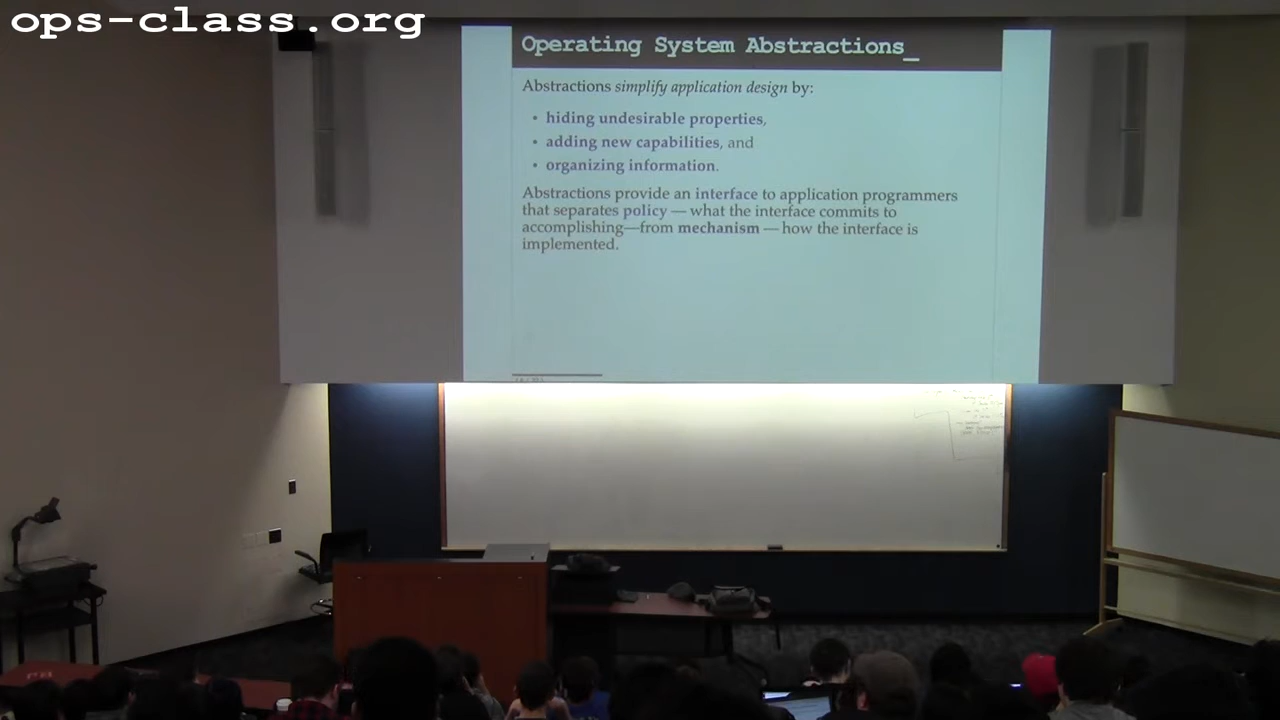 ops-class.org
Operating System Abstractions_
Abstractions simplify application design by:
• hiding undesirable properties,
• adding new capabilities, and
• organizing information.
Abstractions provide an interface to application programmers
that separates policy — what the interface commits to
accomplishing—from mechanism — how the interface is
implemented.